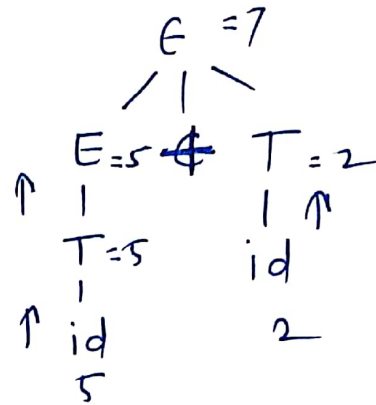 E = 7
E = 5 + T = 2
↑ ↑
T = 5 id
↑ id 2
5